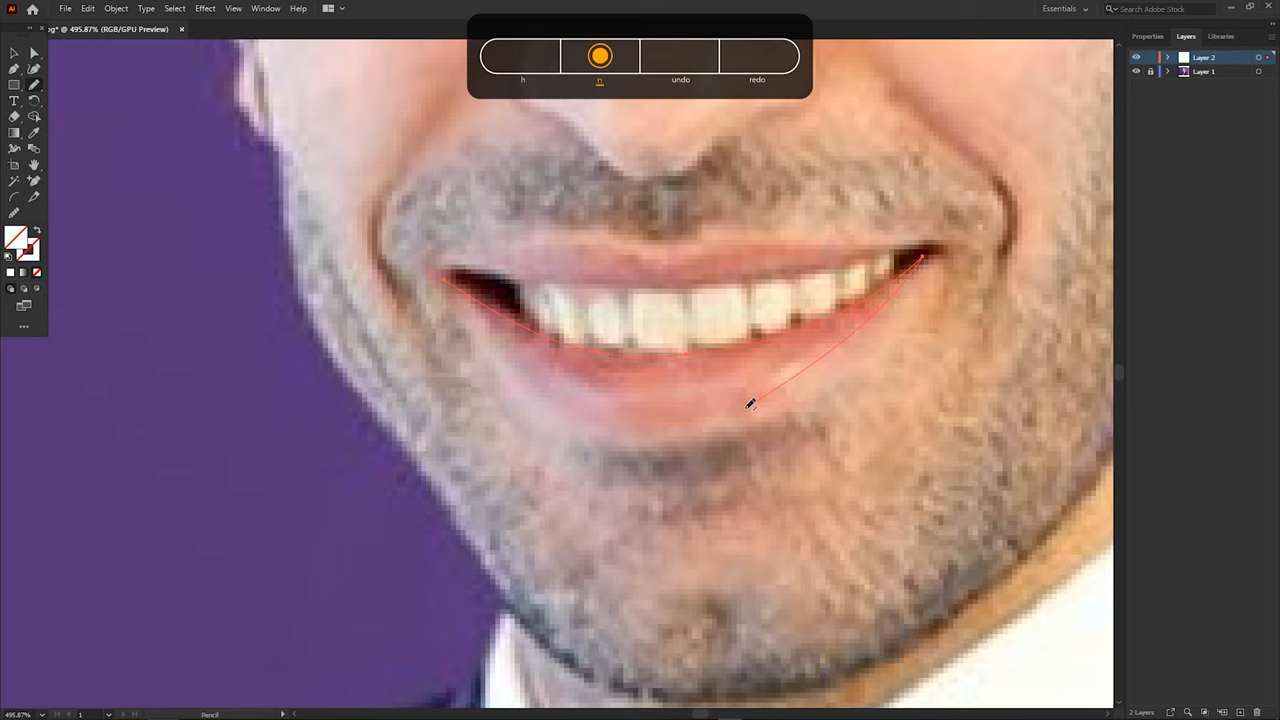 Ai File Edit Object Type Select Effect View Window Help Essentials Search Adobe Stock
pg* @ 495.87% (RGB/GPU Preview) ×
Properties Layers Libraries
Layer 2
Layer 1
h n undo redo
495.87% 1 Pencil 2 Layers